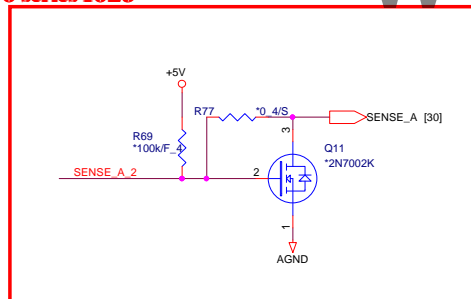 +5V
R77
*0_4/S
SENSE_A [30]
3
R69
*100k/F_4
Q11
SENSE_A_2
2
*2N7002K
1
AGND